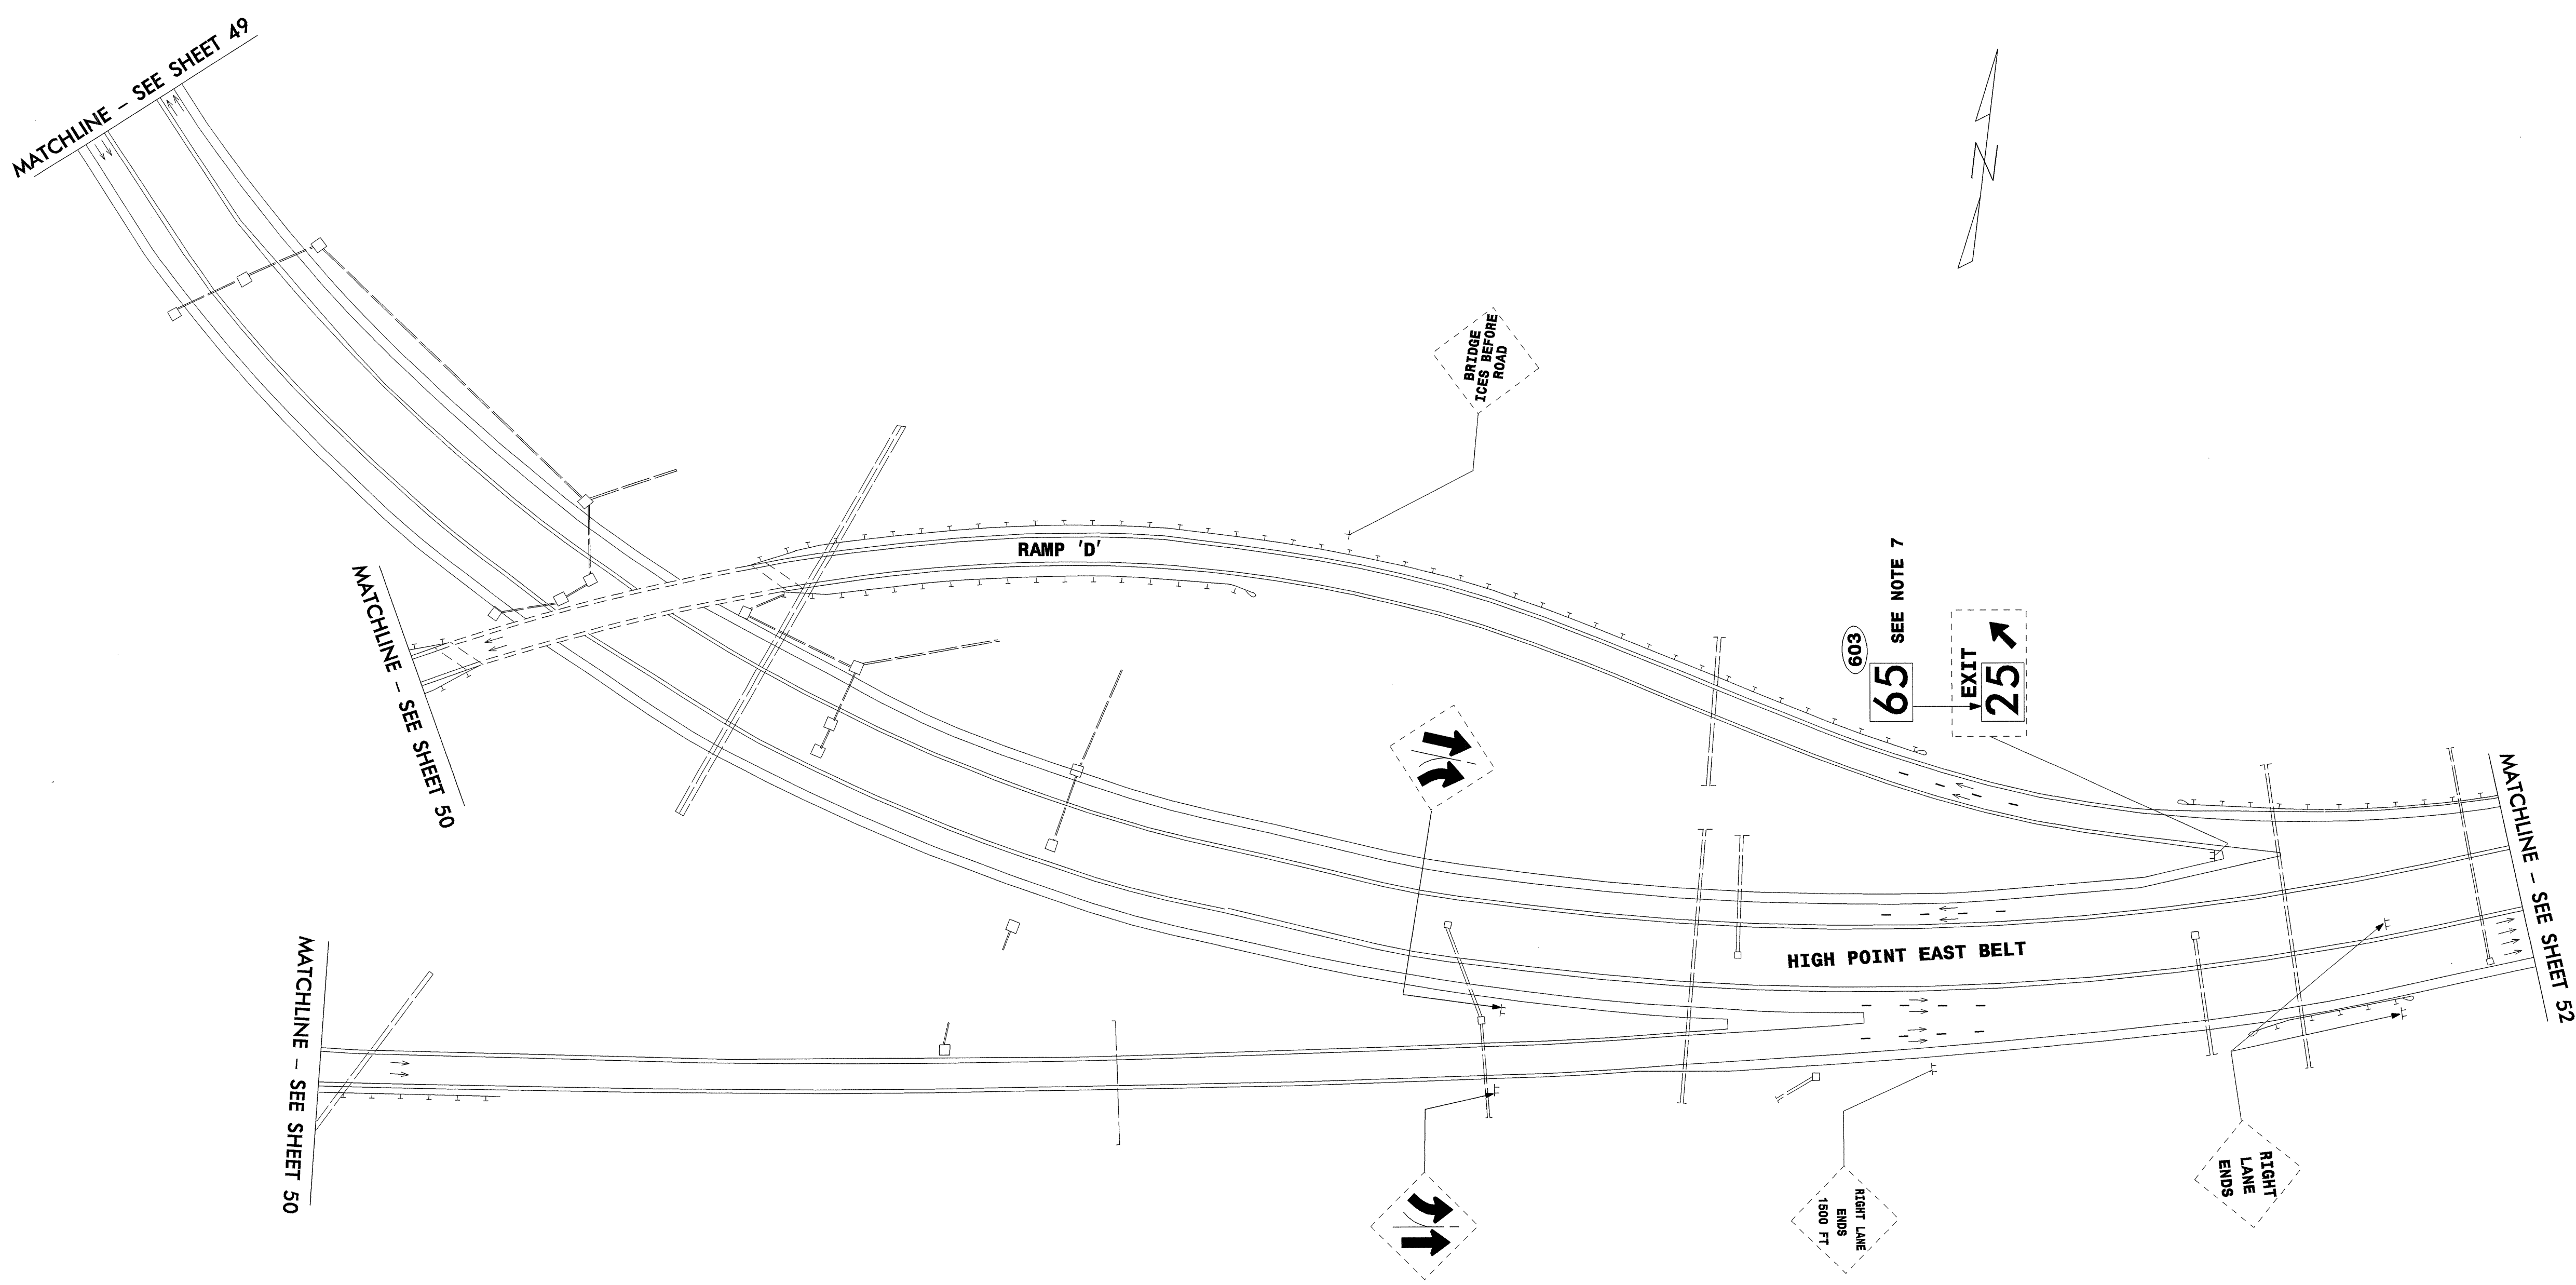 MATCHLINE - SEE SHEET 49
BRIDGE
ICES BEFORE
ROAD
N
RAMP 'D'
603
65
SEE NOTE 7
EXIT
25
MATCHLINE - SEE SHEET 50
HIGH POINT EAST BELT
MATCHLINE - SEE SHEET 52
MATCHLINE - SEE SHEET 50
RIGHT LANE
ENDS
1500 FT
RIGHT
LANE
ENDS